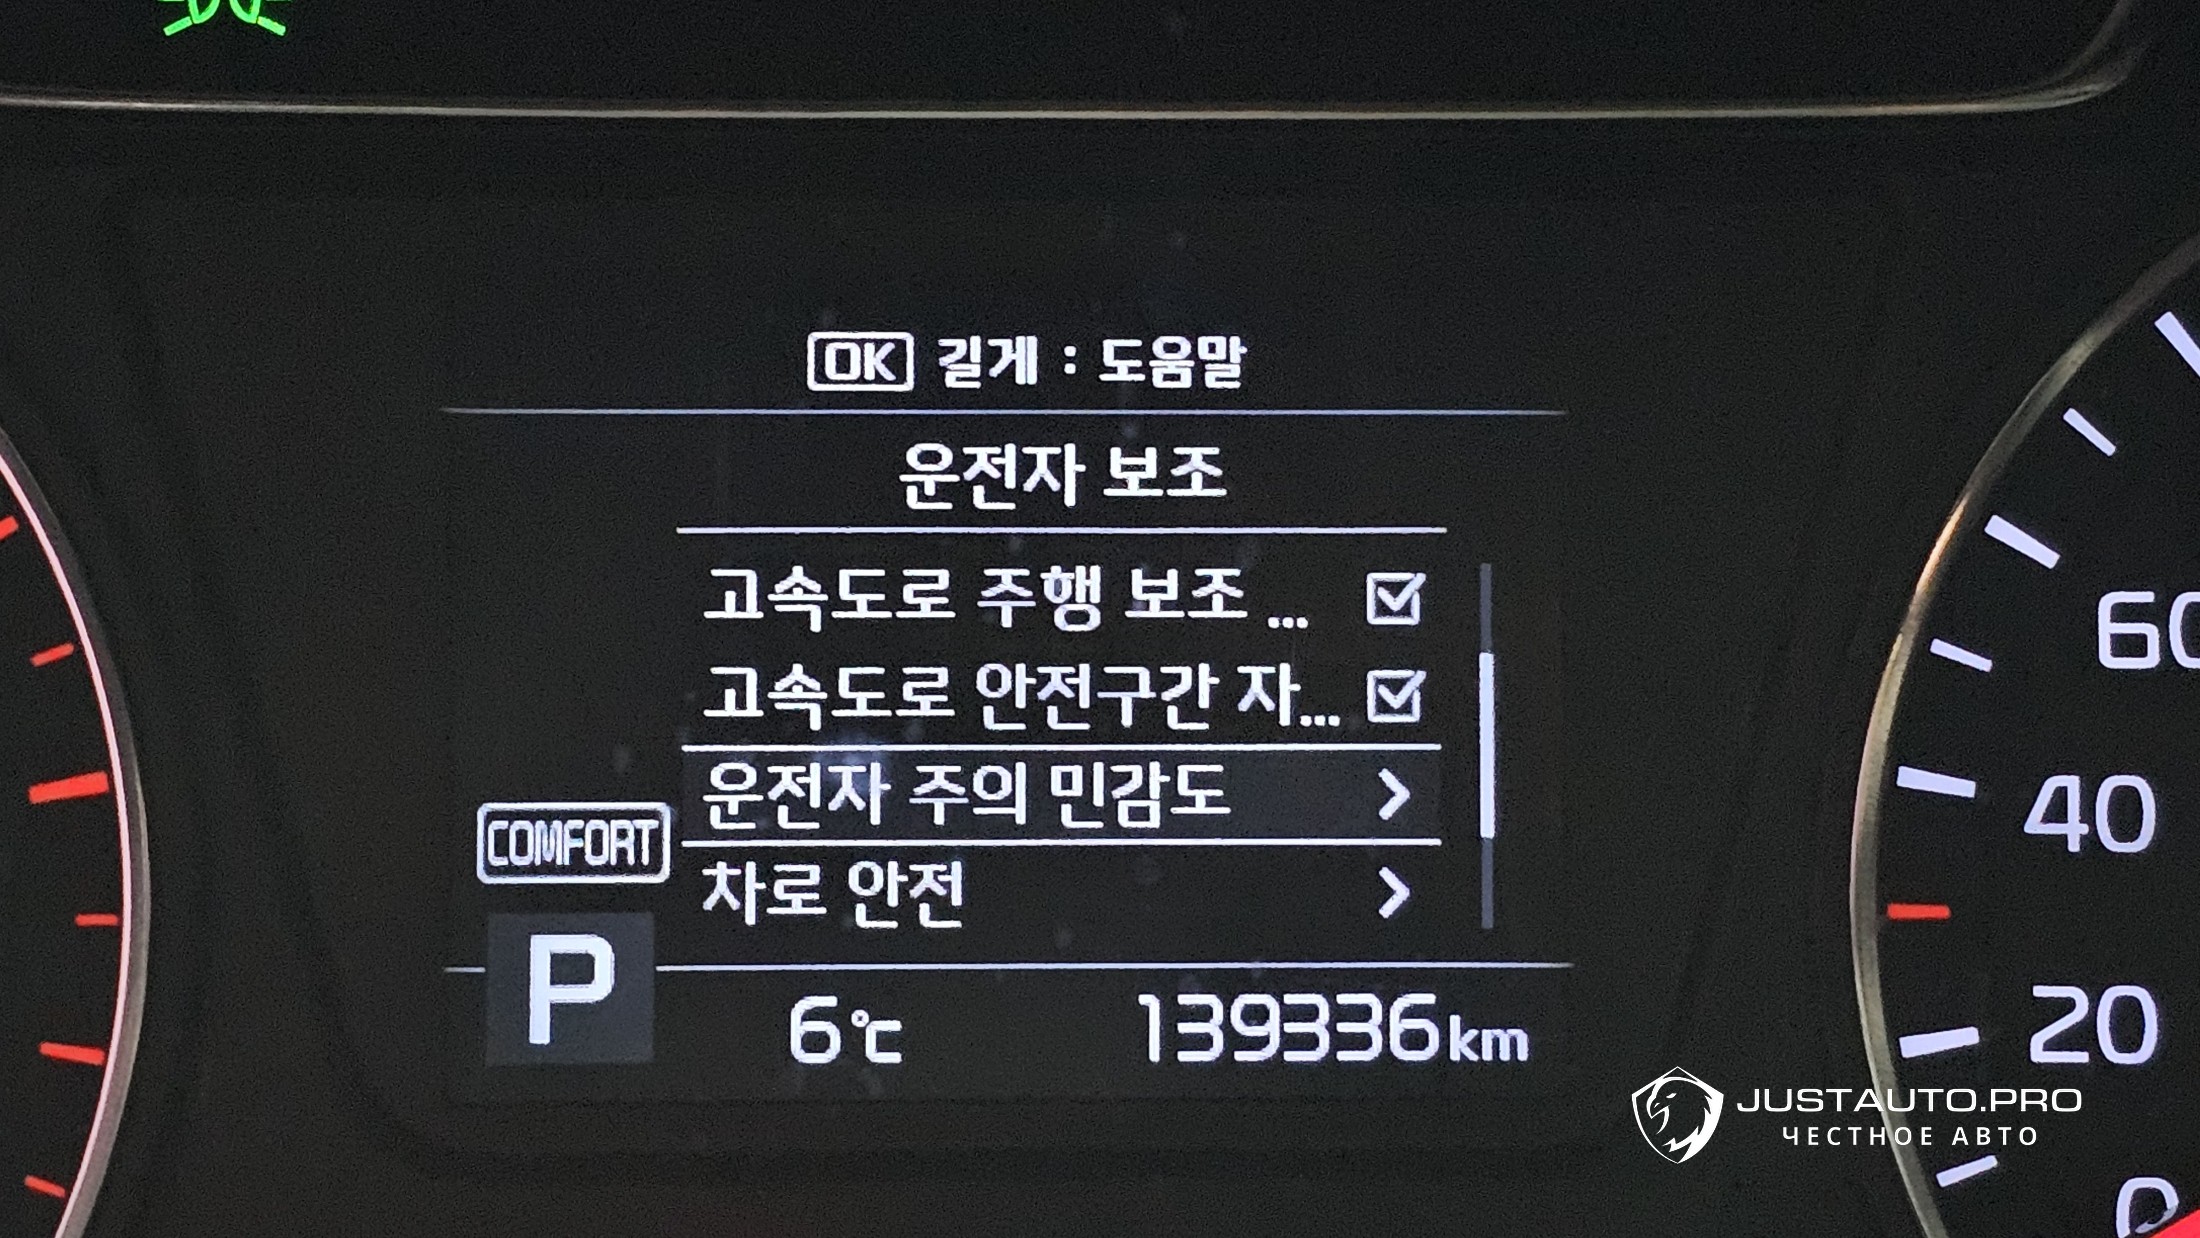 OK 길게 : 도움말
운전자 보조
고속도로 주행 보조 ...
고속도로 안전구간 자...
운전자 주의 민감도
차로 안전
COMFORT
P
6℃ 139336km
60
40
20
0
JUSTAUTO.PRO
ЧЕСТНОЕ АВТО